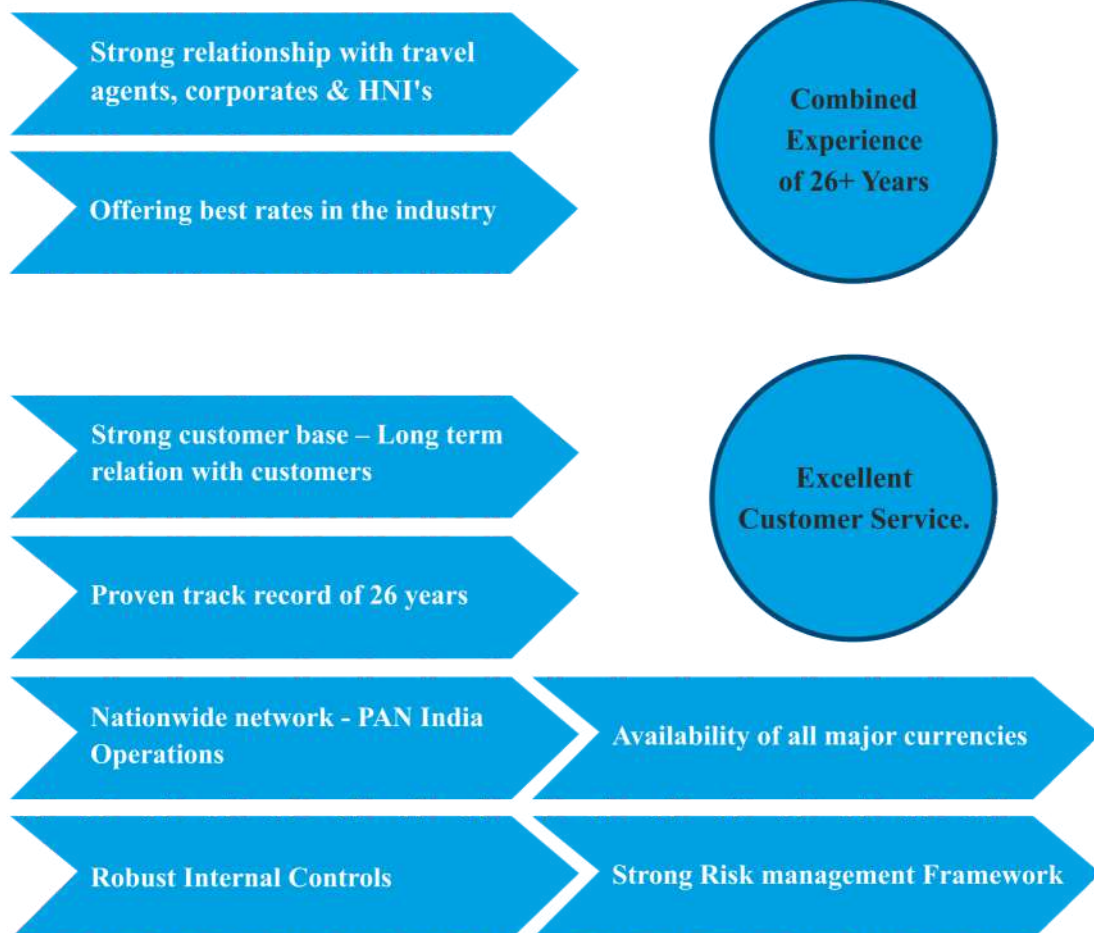 Strong relationship with travel
agents, corporates & HNI's
Combined
Experience
of 26+ Years
Offering best rates in the industry
Strong customer base – Long term
relation with customers
Excellent
Customer Service.
Proven track record of 26 years
Nationwide network - PAN India
Operations
Availability of all major currencies
Robust Internal Controls
Strong Risk management Framework